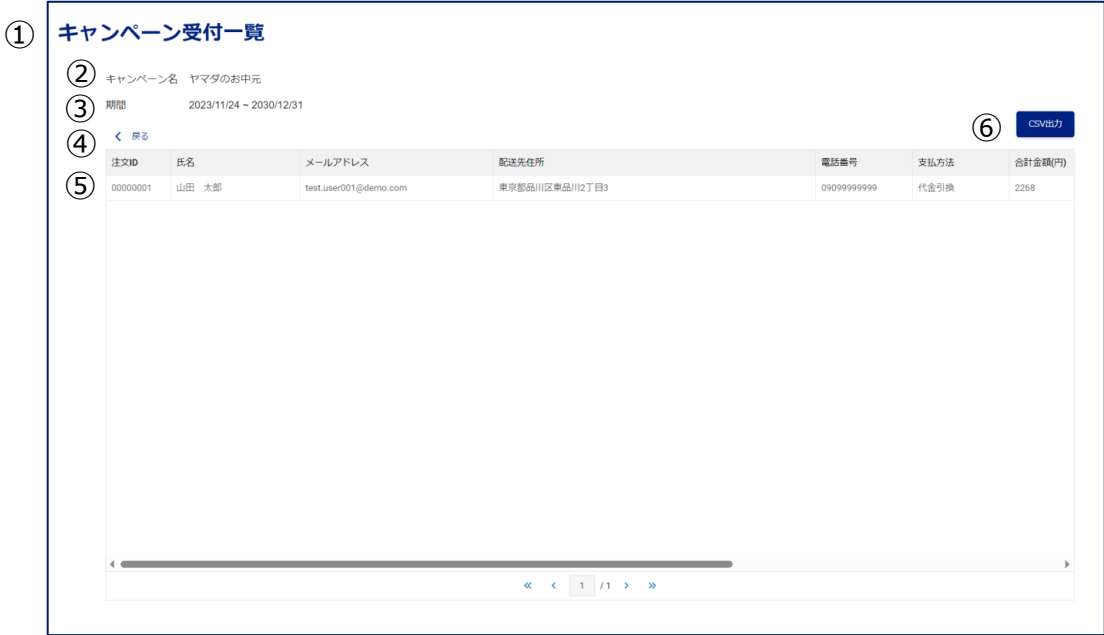 ① キャンペーン受付一覧
② キャンペーン名 ヤマダのお中元
③ 期間 2023/11/24 ~ 2030/12/31
④ 戻る
⑥ CSV出力
注文ID 氏名 メールアドレス 配送先住所 電話番号 支払方法 合計金額(円)
⑤ 00000001 山田 太郎 test.user001@demo.com 東京都品川区東品川2丁目3 09099999999 代金引換 2268
« ‹ 1 / 1 › »